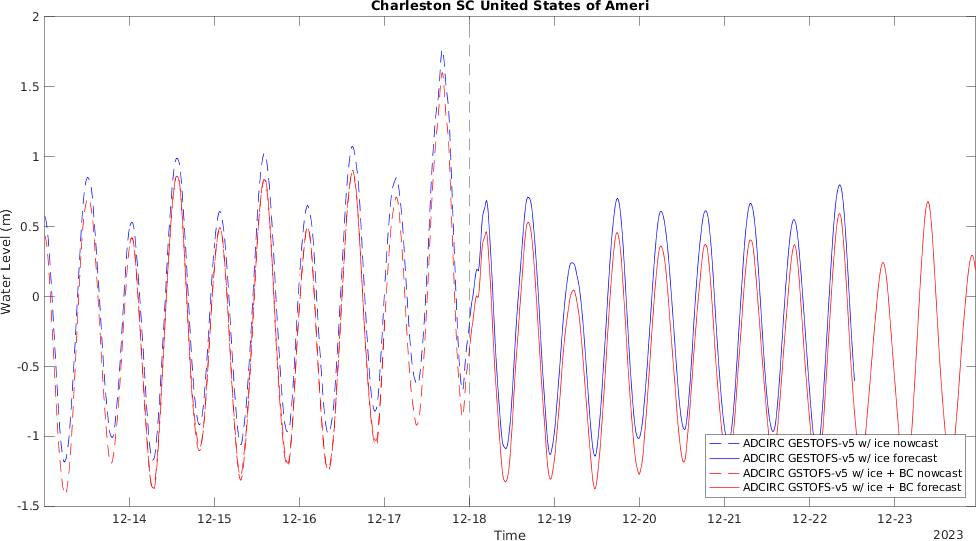 Charleston SC United States of Ameri
2
1.5
1
0.5
0
-0.5
-1
-1.5
Water Level (m)
ADCIRC GESTOFS-v5 w/ ice nowcast
ADCIRC GESTOFS-v5 w/ ice forecast
ADCIRC GSTOFS-v5 w/ ice + BC nowcast
ADCIRC GSTOFS-v5 w/ ice + BC forecast
12-14 12-15 12-16 12-17 12-18 12-19 12-20 12-21 12-22 12-23
Time
2023